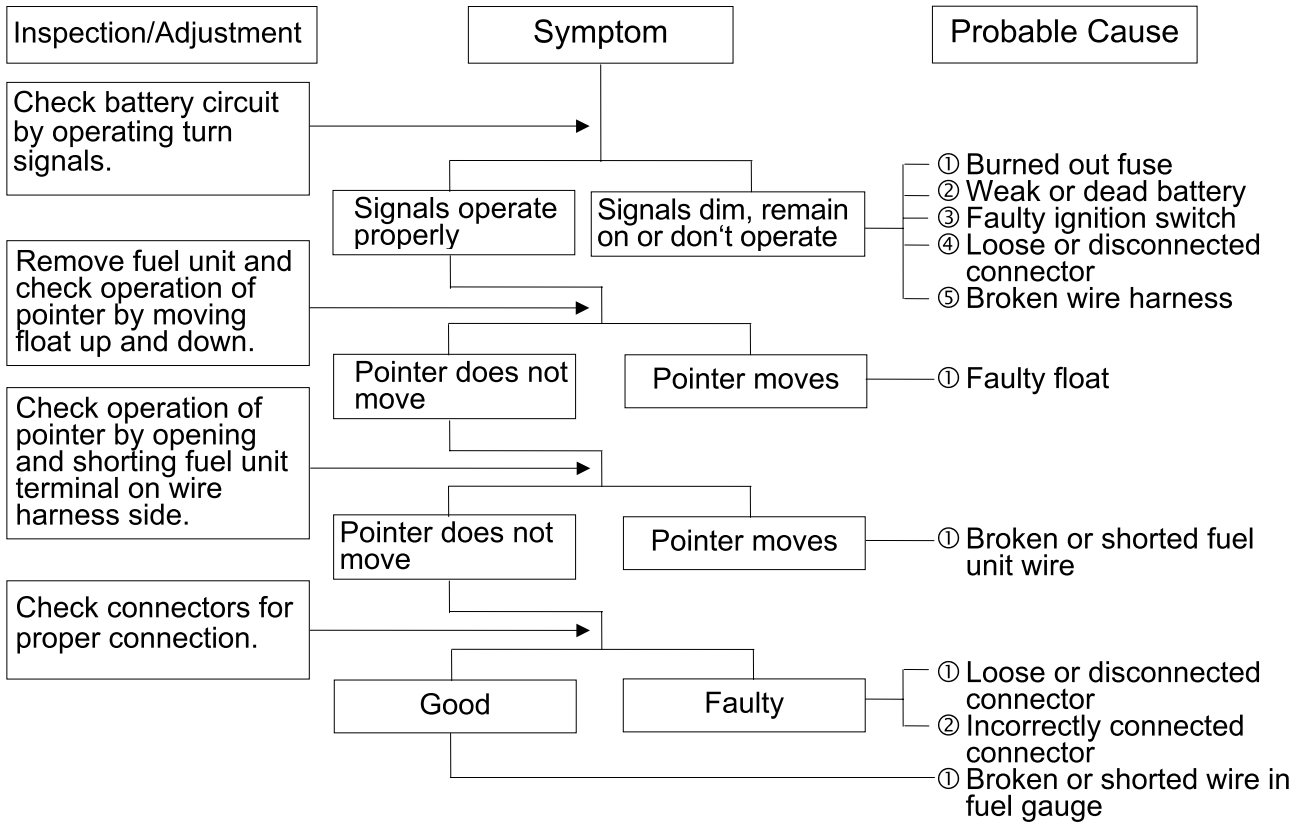 Inspection/Adjustment
Symptom
Probable Cause
Check battery circuit
by operating turn
signals.
Signals operate
properly
Signals dim, remain
on or don‘t operate
① Burned out fuse
② Weak or dead battery
③ Faulty ignition switch
④ Loose or disconnected
connector
⑤ Broken wire harness
Remove fuel unit and
check operation of
pointer by moving
float up and down.
Pointer does not
move
Pointer moves
① Faulty float
Check operation of
pointer by opening
and shorting fuel unit
terminal on wire
harness side.
Pointer does not
move
Pointer moves
① Broken or shorted fuel
unit wire
Check connectors for
proper connection.
Good
Faulty
① Loose or disconnected
connector
② Incorrectly connected
connector
① Broken or shorted wire in
fuel gauge